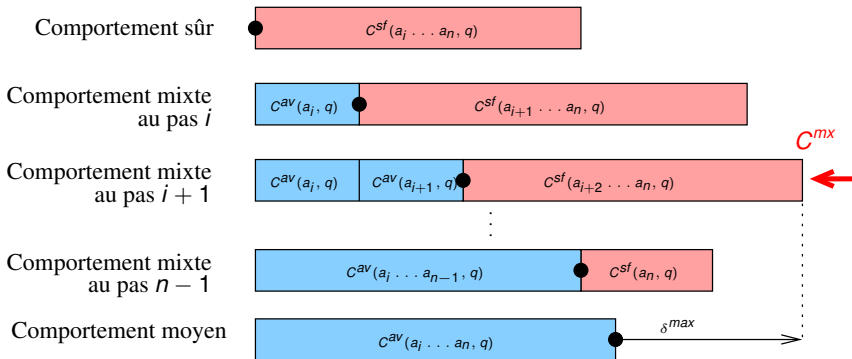 Comportement sûr
C^sf(a_i . . . a_n, q)
Comportement mixte
au pas i
C^av(a_i, q)
C^sf(a_{i+1} . . . a_n, q)
C^mx
Comportement mixte
au pas i + 1
C^av(a_i, q)
C^av(a_{i+1}, q)
C^sf(a_{i+2} . . . a_n, q)
Comportement mixte
au pas n − 1
C^av(a_i . . . a_{n−1}, q)
C^sf(a_n, q)
Comportement moyen
C^av(a_i . . . a_n, q)
δ^max